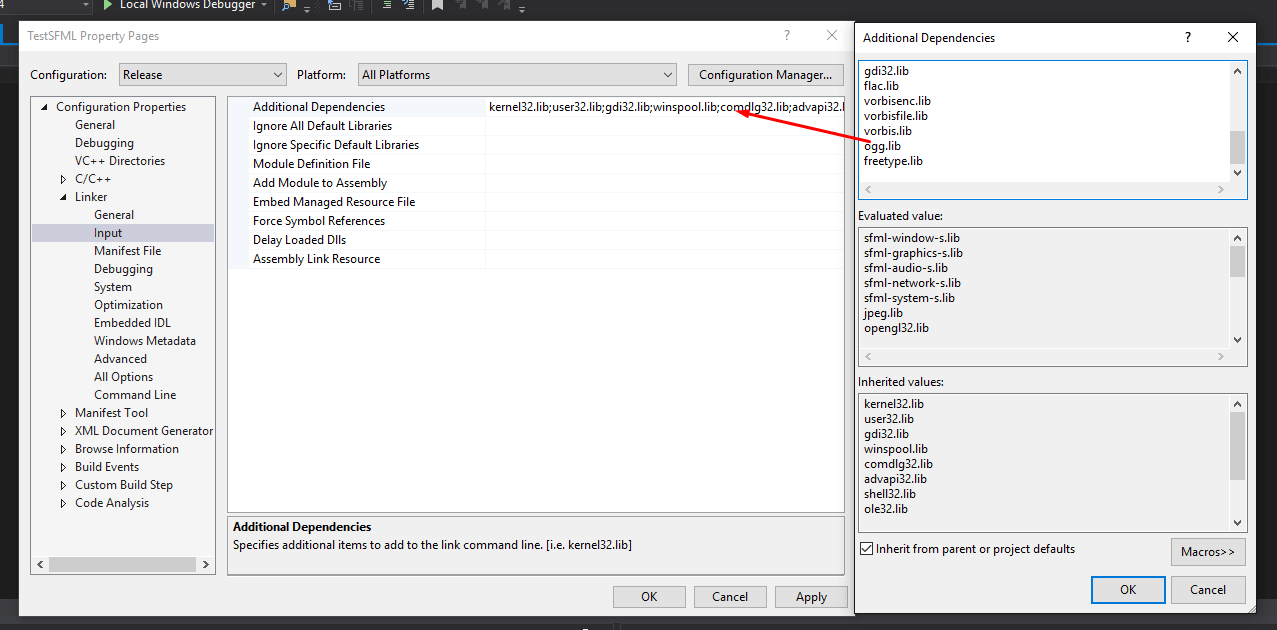 4
Local Windows Debugger
TestSFML Property Pages
?
Configuration:
Release
Platform:
All Platforms
Configuration Manager...
Configuration Properties
General
Debugging
VC++ Directories
C/C++
Linker
General
Input
Manifest File
Debugging
System
Optimization
Embedded IDL
Windows Metadata
Advanced
All Options
Command Line
Manifest Tool
XML Document Generator
Browse Information
Build Events
Custom Build Step
Code Analysis
Additional Dependencies
kernel32.lib;user32.lib;gdi32.lib;winspool.lib;comdlg32.lib;advapi32.l
Ignore All Default Libraries
Ignore Specific Default Libraries
Module Definition File
Add Module to Assembly
Embed Managed Resource File
Force Symbol References
Delay Loaded Dlls
Assembly Link Resource
Additional Dependencies
Specifies additional items to add to the link command line. [i.e. kernel32.lib]
OK
Cancel
Apply
Additional Dependencies
?
gdi32.lib
flac.lib
vorbisenc.lib
vorbisfile.lib
vorbis.lib
ogg.lib
freetype.lib
Evaluated value:
sfml-window-s.lib
sfml-graphics-s.lib
sfml-audio-s.lib
sfml-network-s.lib
sfml-system-s.lib
jpeg.lib
opengl32.lib
Inherited values:
kernel32.lib
user32.lib
gdi32.lib
winspool.lib
comdlg32.lib
advapi32.lib
shell32.lib
ole32.lib
Inherit from parent or project defaults
Macros>>
OK
Cancel